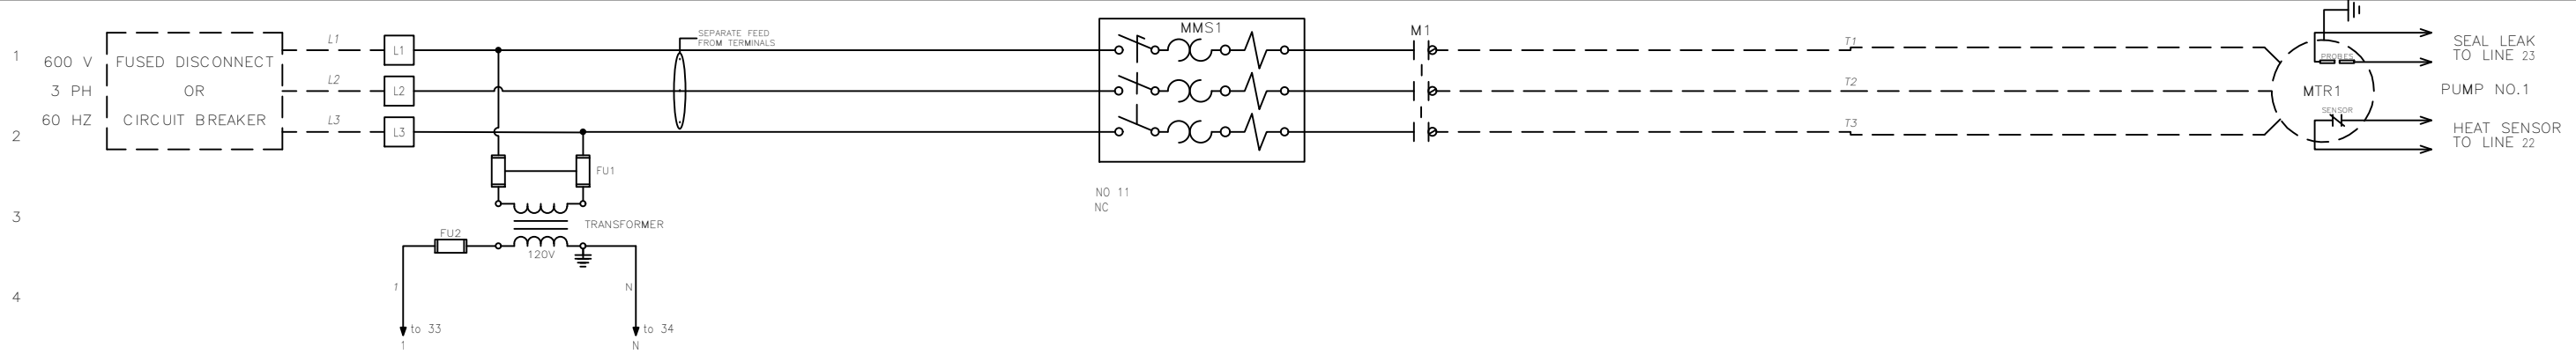 1
600 V
3 PH
60 HZ
FUSED DISCONNECT
OR
CIRCUIT BREAKER
L1
L2
L3
L1
L2
L3
SEPARATE FEED
FROM TERMINALS
MMS1
M1
T1
T2
T3
PROBES
MTR1
SENSOR
SEAL LEAK
TO LINE 23
PUMP NO.1
HEAT SENSOR
TO LINE 22
2
FU1
NO 11
NC
3
TRANSFORMER
FU2
120V
4
1
N
to 33
to 34
1
N